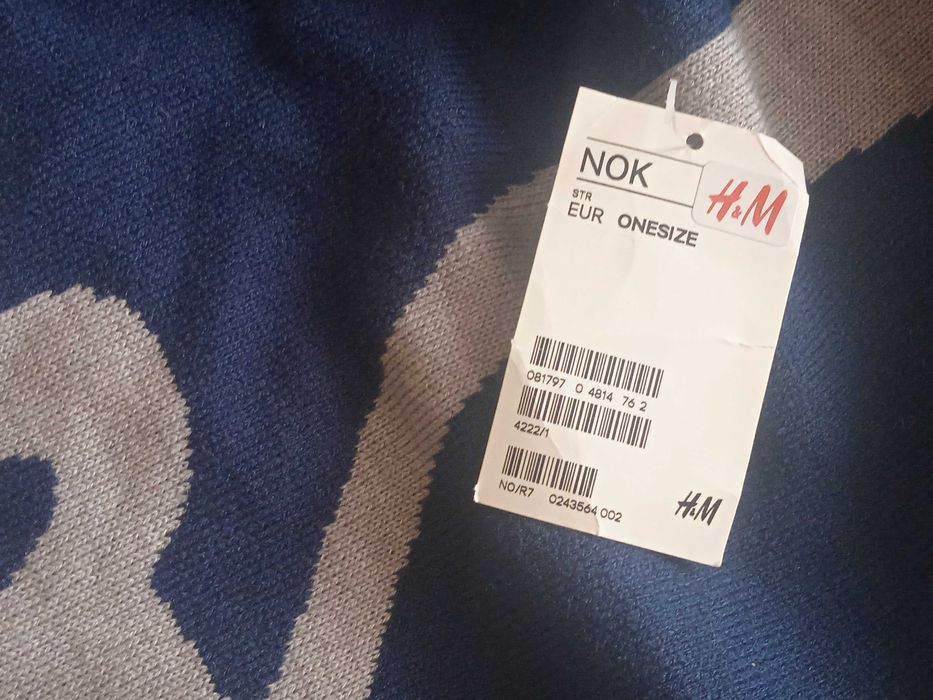 NOK
H&M
STR
EUR ONESIZE
081797 0 4814 76 2
4222/1
NO/R7 0243564 002
H&M